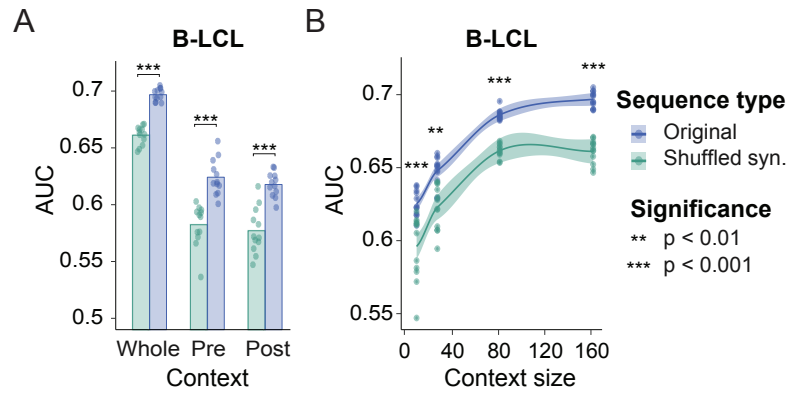 A
B-LCL
***
***
***
AUC
0.7
0.65
0.6
0.55
0.5
Whole Pre Post
Context
B
B-LCL
***
**
***
***
AUC
0.7
0.65
0.6
0.55
0 40 80 120 160
Context size
Sequence type
Original
Shuffled syn.
Significance
** p < 0.01
*** p < 0.001